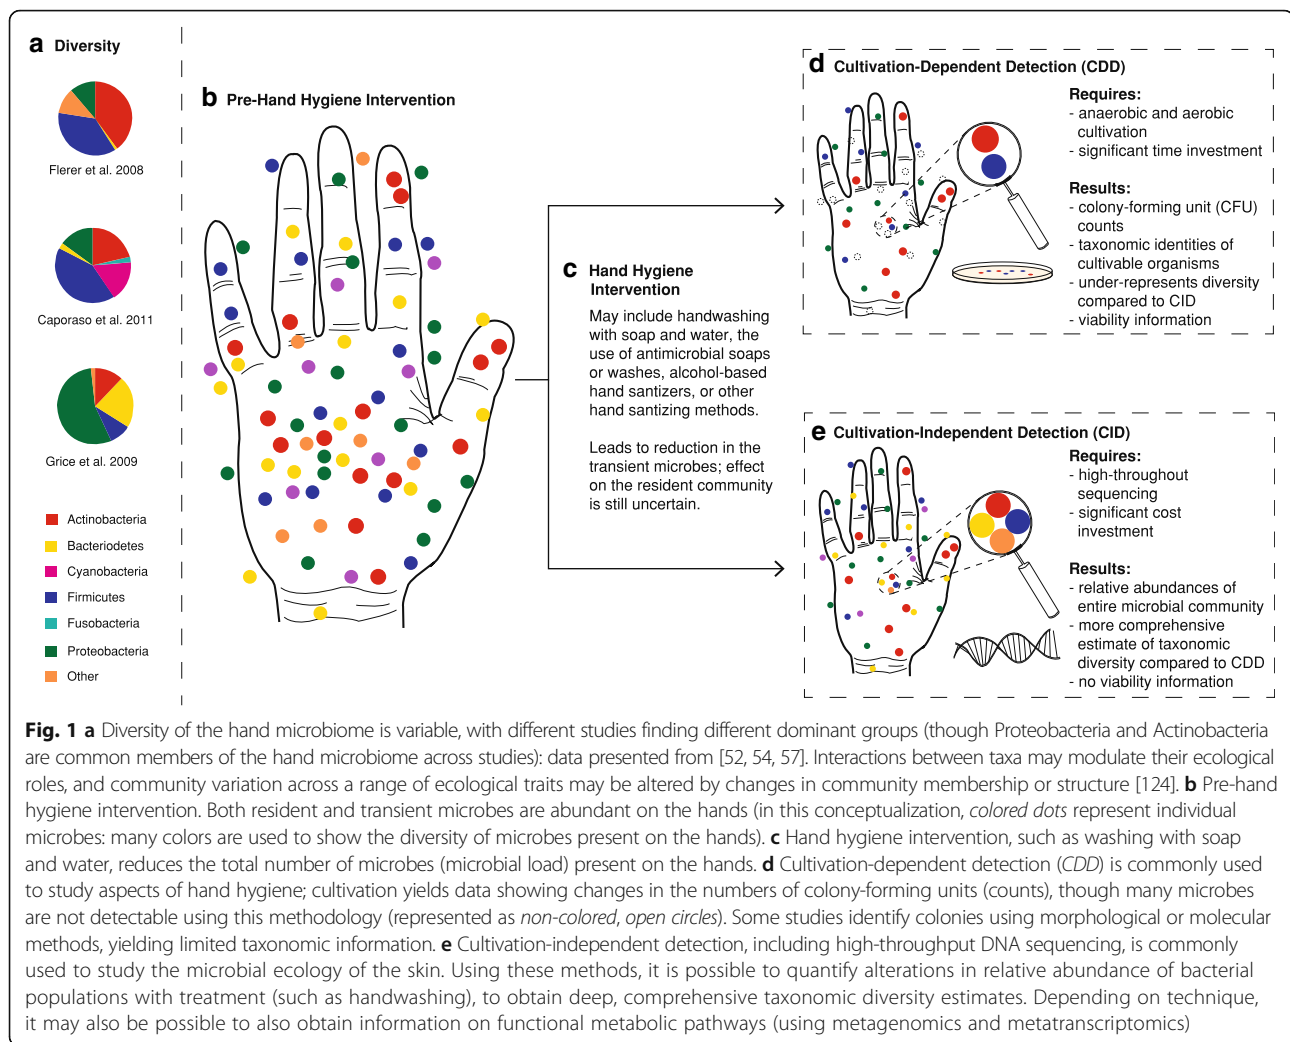 a Diversity
Flerer et al. 2008
Caporaso et al. 2011
Grice et al. 2009
Actinobacteria
Bacteriodetes
Cyanobacteria
Firmicutes
Fusobacteria
Proteobacteria
Other
b Pre-Hand Hygiene Intervention
c Hand Hygiene
Intervention
May include handwashing
with soap and water, the
use of antimicrobial soaps
or washes, alcohol-based
hand santizers, or other
hand santizing methods.
Leads to reduction in the
transient microbes; effect
on the resident community
is still uncertain.
d Cultivation-Dependent Detection (CDD)
Requires:
- anaerobic and aerobic
cultivation
- significant time investment
Results:
- colony-forming unit (CFU)
counts
- taxonomic identities of
cultivable organisms
- under-represents diversity
compared to CID
- viability information
e Cultivation-Independent Detection (CID)
Requires:
- high-throughput
sequencing
- significant cost
investment
Results:
- relative abundances of
entire microbial community
- more comprehensive
estimate of taxonomic
diversity compared to CDD
- no viability information
Fig. 1 a Diversity of the hand microbiome is variable, with different studies finding different dominant groups (though Proteobacteria and Actinobacteria
are common members of the hand microbiome across studies): data presented from [52, 54, 57]. Interactions between taxa may modulate their ecological
roles, and community variation across a range of ecological traits may be altered by changes in community membership or structure [124]. b Pre-hand
hygiene intervention. Both resident and transient microbes are abundant on the hands (in this conceptualization, colored dots represent individual
microbes: many colors are used to show the diversity of microbes present on the hands). c Hand hygiene intervention, such as washing with soap
and water, reduces the total number of microbes (microbial load) present on the hands. d Cultivation-dependent detection (CDD) is commonly used
to study aspects of hand hygiene; cultivation yields data showing changes in the numbers of colony-forming units (counts), though many microbes
are not detectable using this methodology (represented as non-colored, open circles). Some studies identify colonies using morphological or molecular
methods, yielding limited taxonomic information. e Cultivation-independent detection, including high-throughput DNA sequencing, is commonly
used to study the microbial ecology of the skin. Using these methods, it is possible to quantify alterations in relative abundance of bacterial
populations with treatment (such as handwashing), to obtain deep, comprehensive taxonomic diversity estimates. Depending on technique,
it may also be possible to also obtain information on functional metabolic pathways (using metagenomics and metatranscriptomics)